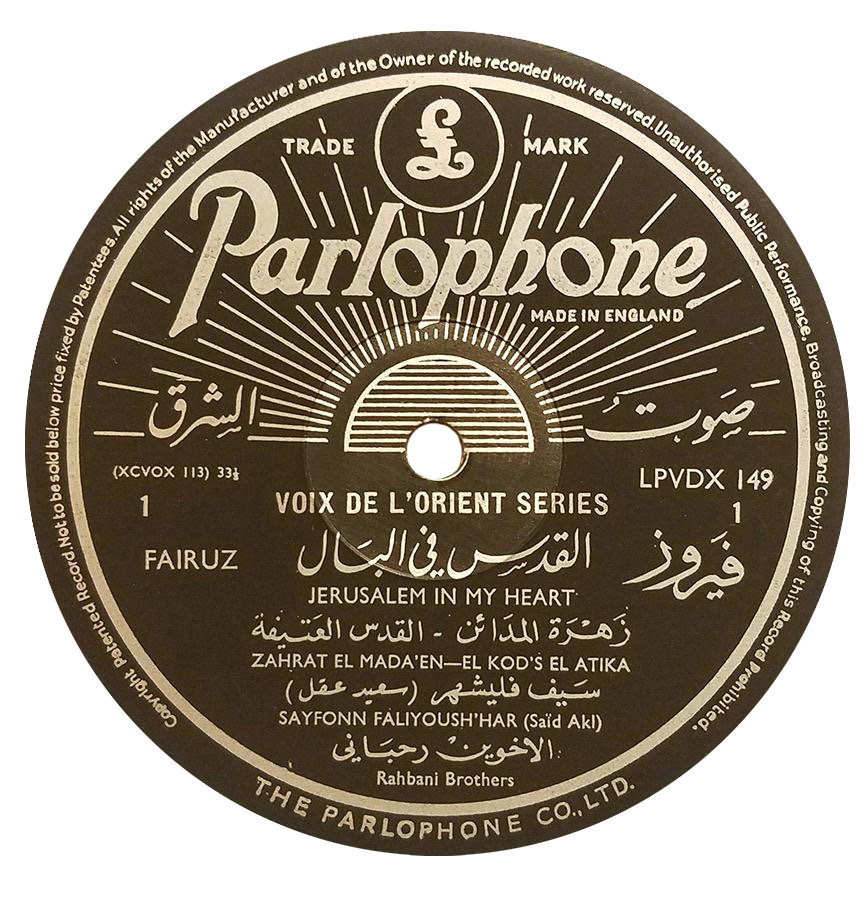 Copyright Patented Record. Not to be sold below price fixed by Patentees. All rights of the Manufacturer and of the Owner of the recorded work reserved. Unauthorised Public Performance, Broadcasting and Copying of this Record Prohibited.
TRADE £ MARK
Parlophone
MADE IN ENGLAND
صوت الشرق
(XCVOX 113) 33⅓
LPVDX 149
1
1
VOIX DE L'ORIENT SERIES
FAIRUZ
القدس في البال
فيروز
JERUSALEM IN MY HEART
زهرة المدائن - القدس العتيقة
ZAHRAT EL MADA'EN—EL KOD'S EL ATIKA
سيف فليشهر (سعيد عقل)
SAYFONN FALIYOUSH'HAR (Saïd Akl)
الاخوين رحباني
Rahbani Brothers
THE PARLOPHONE CO., LTD.